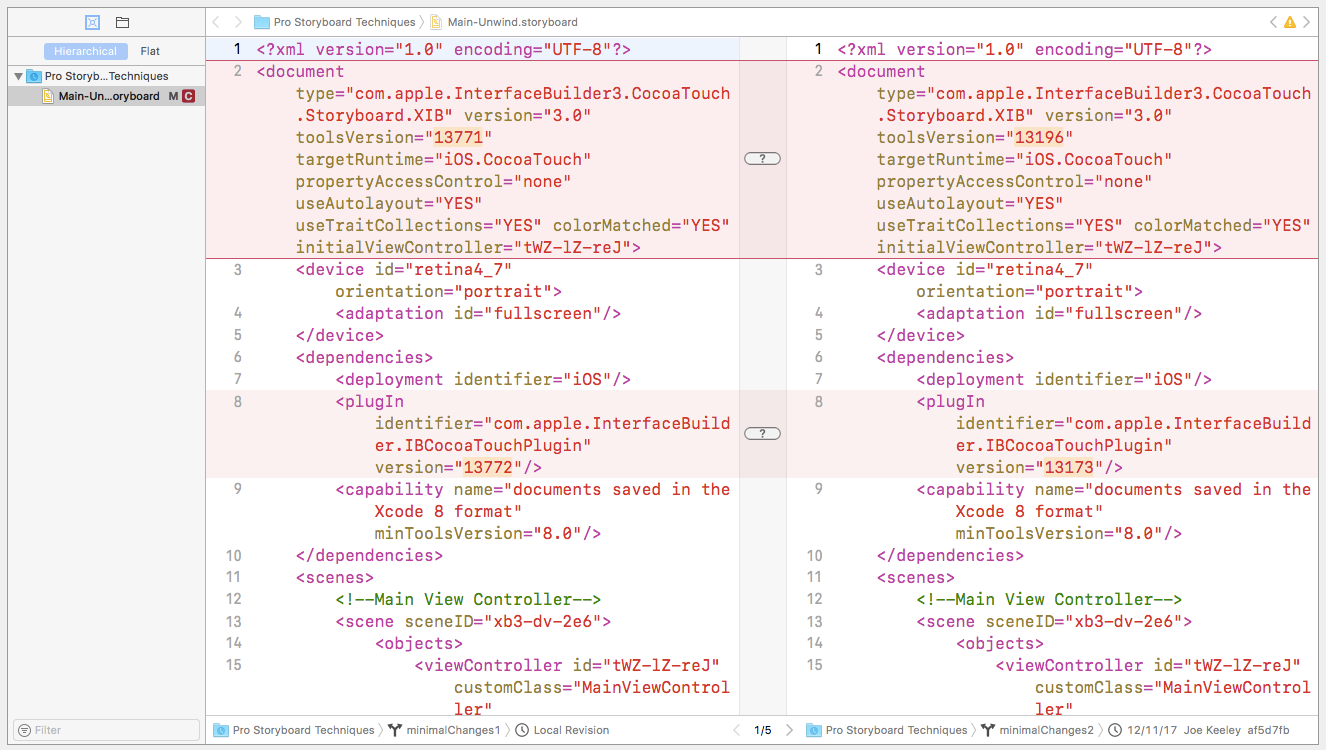 Pro Storyboard Techniques
Main-Unwind.storyboard
Hierarchical
Flat
Pro Storyb...Techniques
Main-Un...oryboard M C
Filter
1 <?xml version="1.0" encoding="UTF-8"?>
2 <document
type="com.apple.InterfaceBuilder3.CocoaTouch
.Storyboard.XIB" version="3.0"
toolsVersion="13771"
targetRuntime="iOS.CocoaTouch"
propertyAccessControl="none"
useAutolayout="YES"
useTraitCollections="YES" colorMatched="YES"
initialViewController="tWZ-lZ-reJ">
3 <device id="retina4_7"
orientation="portrait">
4 <adaptation id="fullscreen"/>
5 </device>
6 <dependencies>
7 <deployment identifier="iOS"/>
8 <plugIn
identifier="com.apple.InterfaceBuild
er.IBCocoaTouchPlugin"
version="13772"/>
9 <capability name="documents saved in the
Xcode 8 format"
minToolsVersion="8.0"/>
10 </dependencies>
11 <scenes>
12 <!--Main View Controller-->
13 <scene sceneID="xb3-dv-2e6">
14 <objects>
15 <viewController id="tWZ-lZ-reJ"
customClass="MainViewControl
ler"
?
?
1 <?xml version="1.0" encoding="UTF-8"?>
2 <document
type="com.apple.InterfaceBuilder3.CocoaTouch
.Storyboard.XIB" version="3.0"
toolsVersion="13196"
targetRuntime="iOS.CocoaTouch"
propertyAccessControl="none"
useAutolayout="YES"
useTraitCollections="YES" colorMatched="YES"
initialViewController="tWZ-lZ-reJ">
3 <device id="retina4_7"
orientation="portrait">
4 <adaptation id="fullscreen"/>
5 </device>
6 <dependencies>
7 <deployment identifier="iOS"/>
8 <plugIn
identifier="com.apple.InterfaceBuild
er.IBCocoaTouchPlugin"
version="13173"/>
9 <capability name="documents saved in the
Xcode 8 format"
minToolsVersion="8.0"/>
10 </dependencies>
11 <scenes>
12 <!--Main View Controller-->
13 <scene sceneID="xb3-dv-2e6">
14 <objects>
15 <viewController id="tWZ-lZ-reJ"
customClass="MainViewControl
ler"
Pro Storyboard Techniques
minimalChanges1
Local Revision
1/5
Pro Storyboard Techniques
minimalChanges2
12/11/17 Joe Keeley af5d7fb